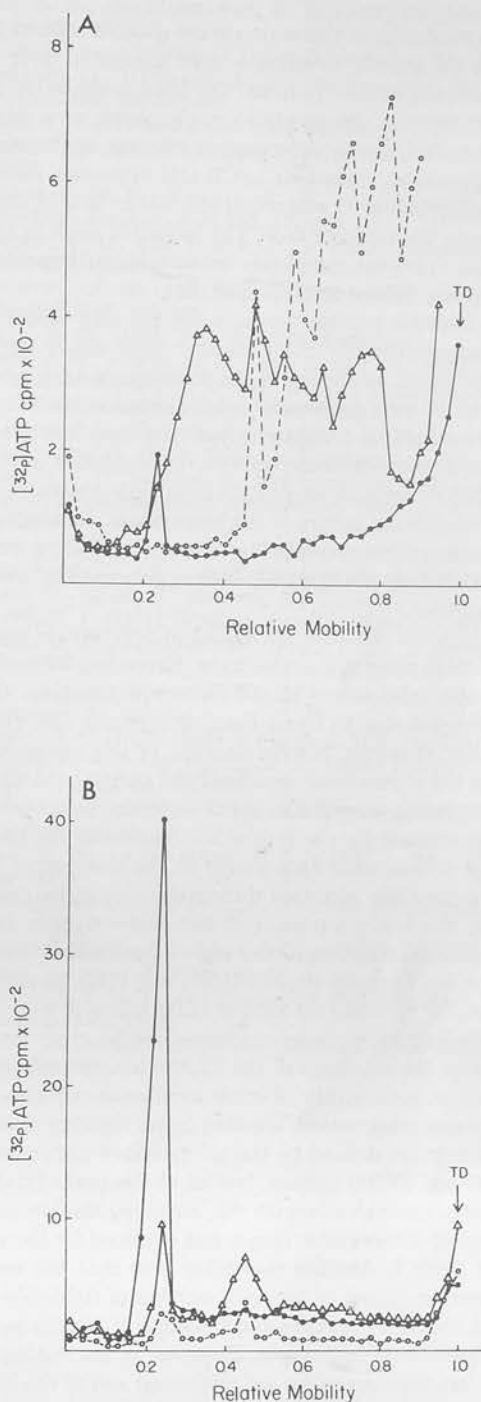 A
8
6
4
2
[³²P]ATP cpm x 10⁻²
TD
0.2 0.4 0.6 0.8 1.0
Relative Mobility
B
40
30
20
10
[³²P]ATP cpm x 10⁻²
TD
0.2 0.4 0.6 0.8 1.0
Relative Mobility